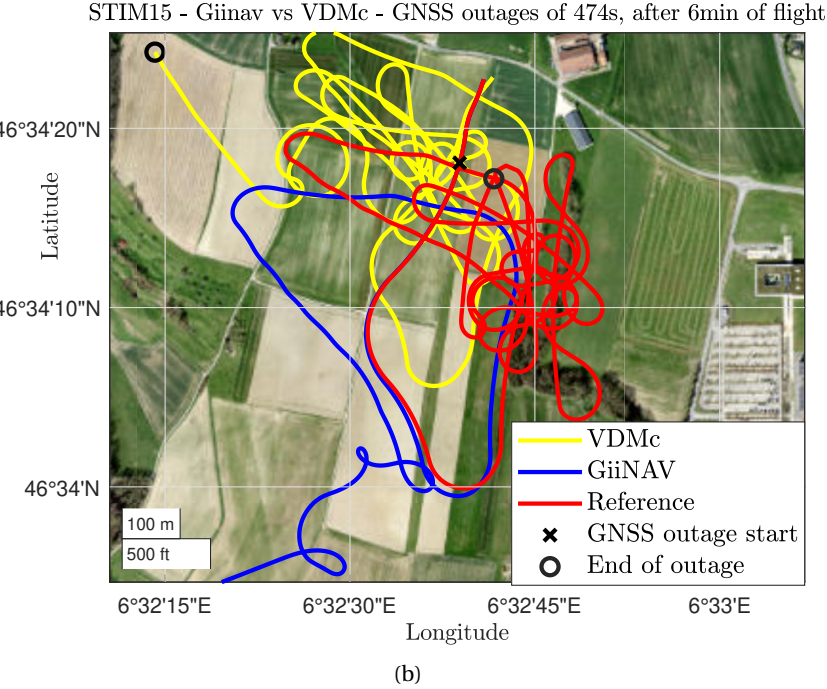 STIM15 - Giinav vs VDMc - GNSS outages of 474s, after 6min of flight
46°34'20"N
46°34'10"N
46°34'N
Latitude
VDMc
GiiNAV
Reference
GNSS outage start
End of outage
100 m
500 ft
6°32'15"E
6°32'30"E
6°32'45"E
6°33'E
Longitude
(b)